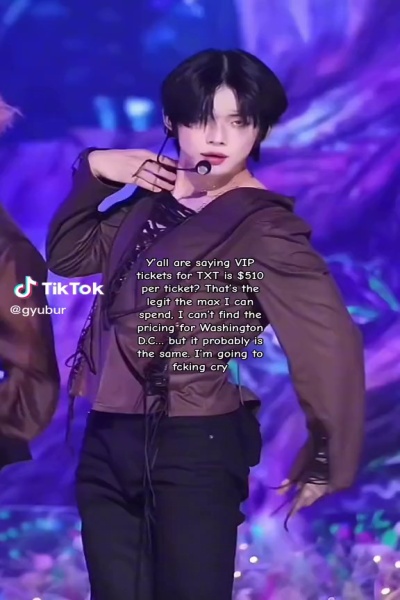 Y'all are saying VIP
tickets for TXT is $510
per ticket? That's the
legit the max I can
spend, I can't find the
pricing for Washington
D.C... but it probably is
the same. I'm going to
fcking cry
TikTok
@gyubur